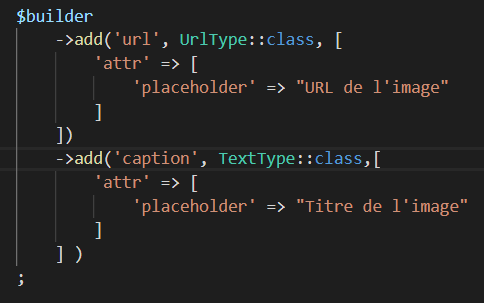 $builder
->add('url', UrlType::class, [
'attr' => [
'placeholder' => "URL de l'image"
]
])
->add('caption', TextType::class,[
'attr' => [
'placeholder' => "Titre de l'image"
]
] )
;